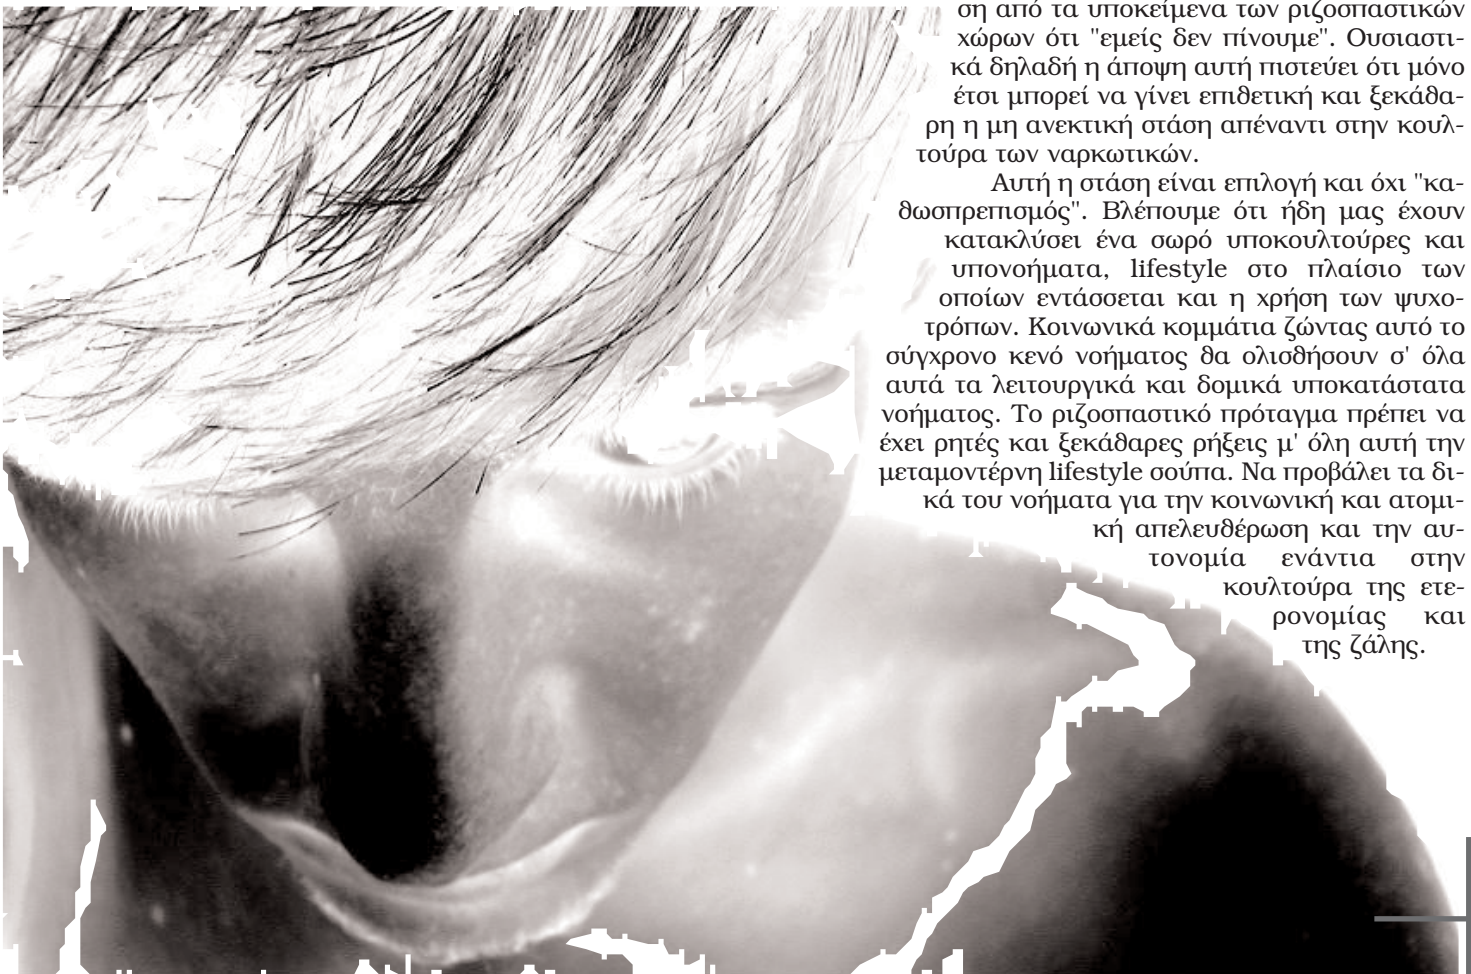 ση από τα υποκείμενα των ριζοσπαστικών
χώρων ότι "εμείς δεν πίνουμε". Ουσιαστι-
κά δηλαδή η άποψη αυτή πιστεύει ότι μόνο
έτσι μπορεί να γίνει επιθετική και ξεκάθα-
ρη η μη ανεκτική στάση απέναντι στην κουλ-
τούρα των ναρκωτικών.
Αυτή η στάση είναι επιλογή και όχι "κα-
θωσπρεπισμός". Βλέπουμε ότι ήδη μας έχουν
κατακλύσει ένα σωρό υποκουλτούρες και
υπονοήματα, lifestyle στο πλαίσιο των
οποίων εντάσσεται και η χρήση των ψυχο-
τρόπων. Κοινωνικά κομμάτια ζώντας αυτό το
σύγχρονο κενό νοήματος θα ολισθήσουν σ' όλα
αυτά τα λειτουργικά και δομικά υποκατάστατα
νοήματος. Το ριζοσπαστικό πρόταγμα πρέπει να
έχει ρητές και ξεκάθαρες ρήξεις μ' όλη αυτή την
μεταμοντέρνη lifestyle σούπα. Να προβάλει τα δι-
κά του νοήματα για την κοινωνική και ατομι-
κή απελευθέρωση και την αυ-
τονομία ενάντια στην
κουλτούρα της ετε-
ρονομίας και
της ζάλης.